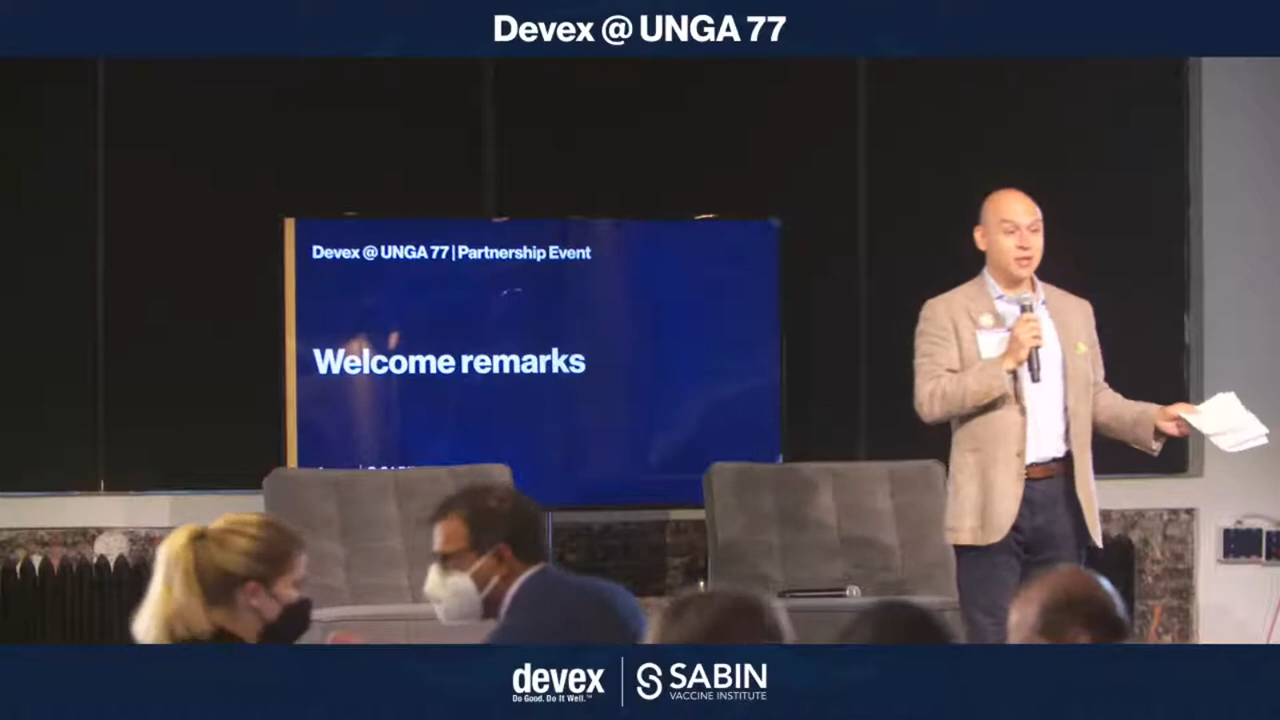 Devex @ UNGA 77
Devex @ UNGA 77 | Partnership Event
Welcome remarks
devex
Do Good. Do It Well.™
SABIN
VACCINE INSTITUTE